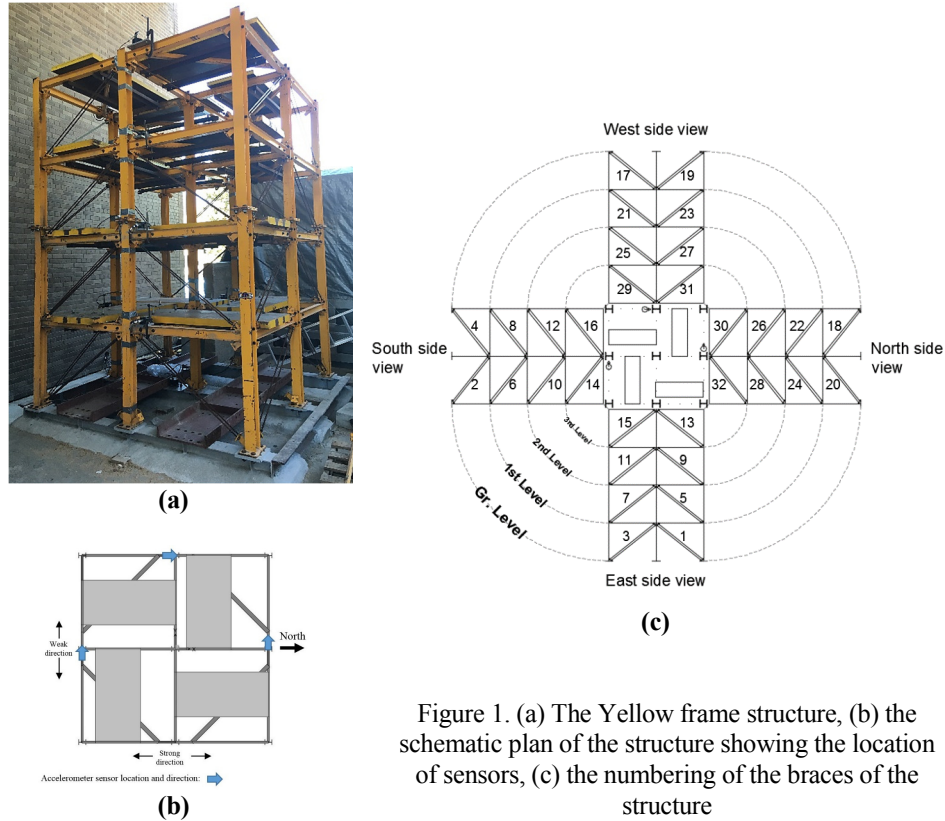 (a)
North
Weak
direction
Strong
direction
Accelerometer sensor location and direction:
(b)
West side view
17 19
21 23
25 27
29 31
4 8 12 16 30 26 22 18
South side
view
North side
view
2 6 10 14 32 28 24 20
15 13
3rd Level
11 9
2nd Level
7 5
1st Level
3 1
Gr. Level
East side view
(c)
Figure 1. (a) The Yellow frame structure, (b) the
schematic plan of the structure showing the location
of sensors, (c) the numbering of the braces of the
structure